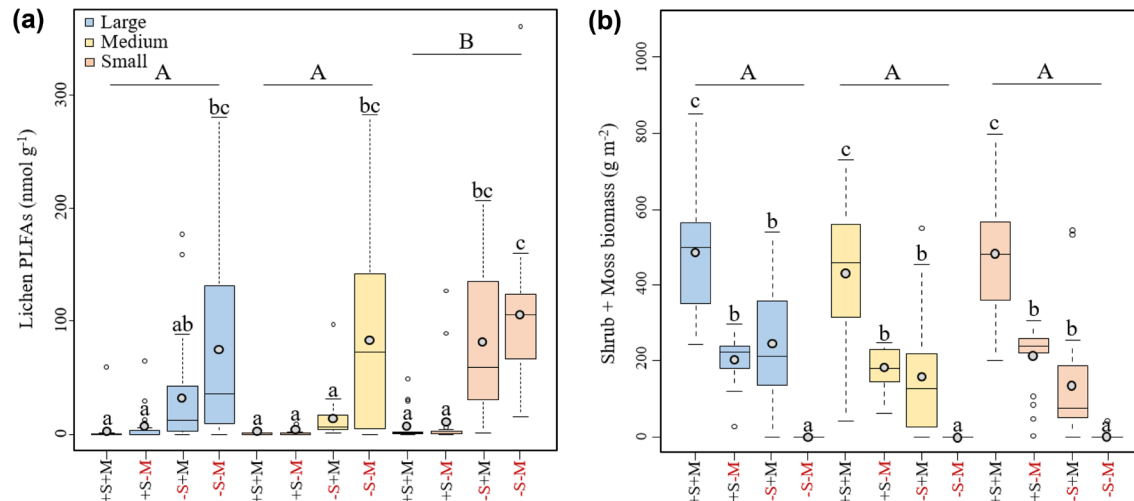 (a)
Large
Medium
Small
A
A
B
a
a
ab
bc
a
a
a
bc
a
a
bc
c
Lichen PLFAs (nmol g⁻¹)
300
200
100
0
+S+M
+S-M
-S+M
-S-M
+S+M
+S-M
-S+M
-S-M
+S+M
+S-M
-S+M
-S-M
(b)
A
A
A
c
b
b
a
c
b
b
a
c
b
b
a
Shrub + Moss biomass (g m⁻²)
1000
800
600
400
200
0
+S+M
+S-M
-S+M
-S-M
+S+M
+S-M
-S+M
-S-M
+S+M
+S-M
-S+M
-S-M